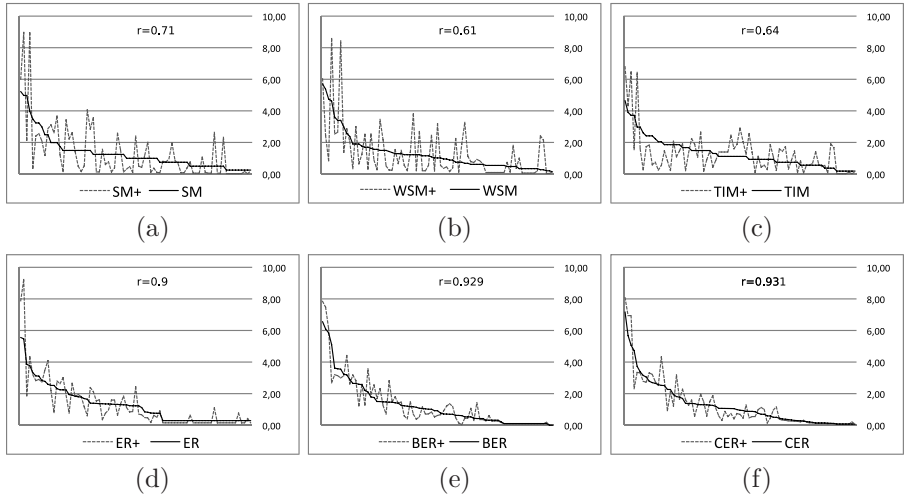 r=0.71
10,00
8,00
6,00
4,00
2,00
0,00
SM+ SM
(a)
r=0.61
10,00
8,00
6,00
4,00
2,00
0,00
WSM+ WSM
(b)
r=0.64
10,00
8,00
6,00
4,00
2,00
0,00
TIM+ TIM
(c)
r=0.9
10,00
8,00
6,00
4,00
2,00
0,00
ER+ ER
(d)
r=0.929
10,00
8,00
6,00
4,00
2,00
0,00
BER+ BER
(e)
r=0.931
10,00
8,00
6,00
4,00
2,00
0,00
CER+ CER
(f)